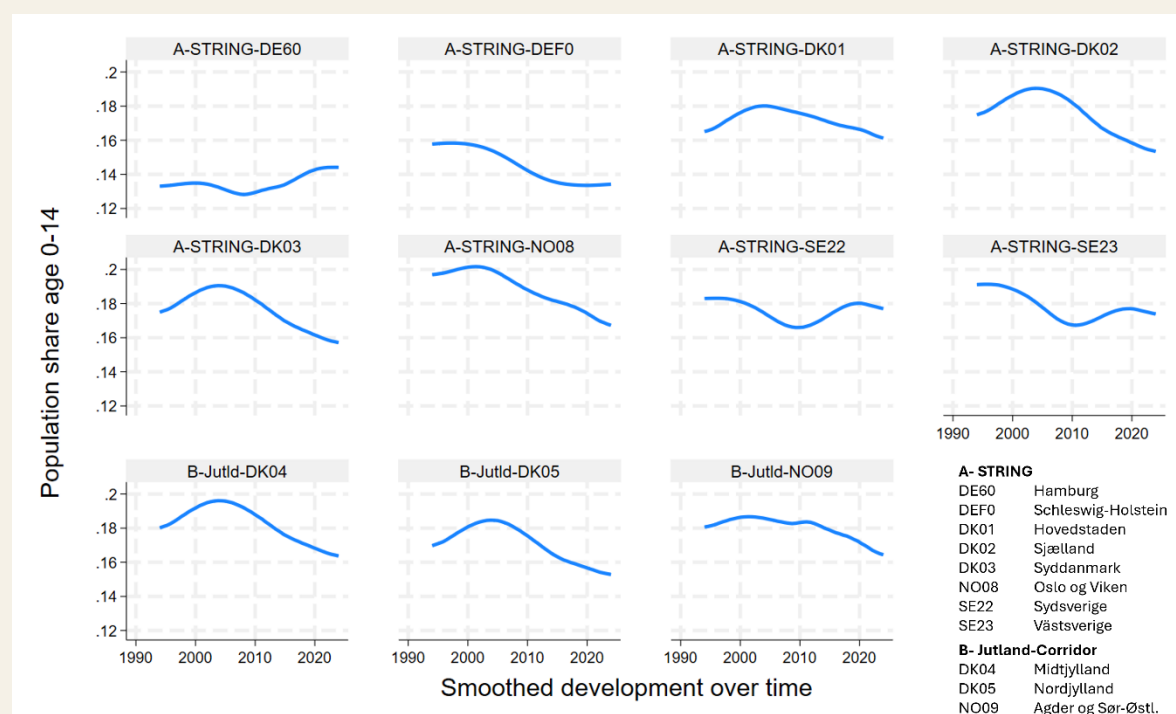 Population share age 0-14
A-STRING-DE60
A-STRING-DEF0
A-STRING-DK01
A-STRING-DK02
.2
.18
.16
.14
.12
A-STRING-DK03
A-STRING-NO08
A-STRING-SE22
A-STRING-SE23
.2
.18
.16
.14
.12
1990 2000 2010 2020
B-Jutld-DK04
B-Jutld-DK05
B-Jutld-NO09
.2
.18
.16
.14
.12
1990 2000 2010 2020
1990 2000 2010 2020
1990 2000 2010 2020
Smoothed development over time
A- STRING
DE60 Hamburg
DEF0 Schleswig-Holstein
DK01 Hovedstaden
DK02 Sjælland
DK03 Syddanmark
NO08 Oslo og Viken
SE22 Sydsverige
SE23 Västsverige
B- Jutland-Corridor
DK04 Midtjylland
DK05 Nordjylland
NO09 Agder og Sør-Østl.